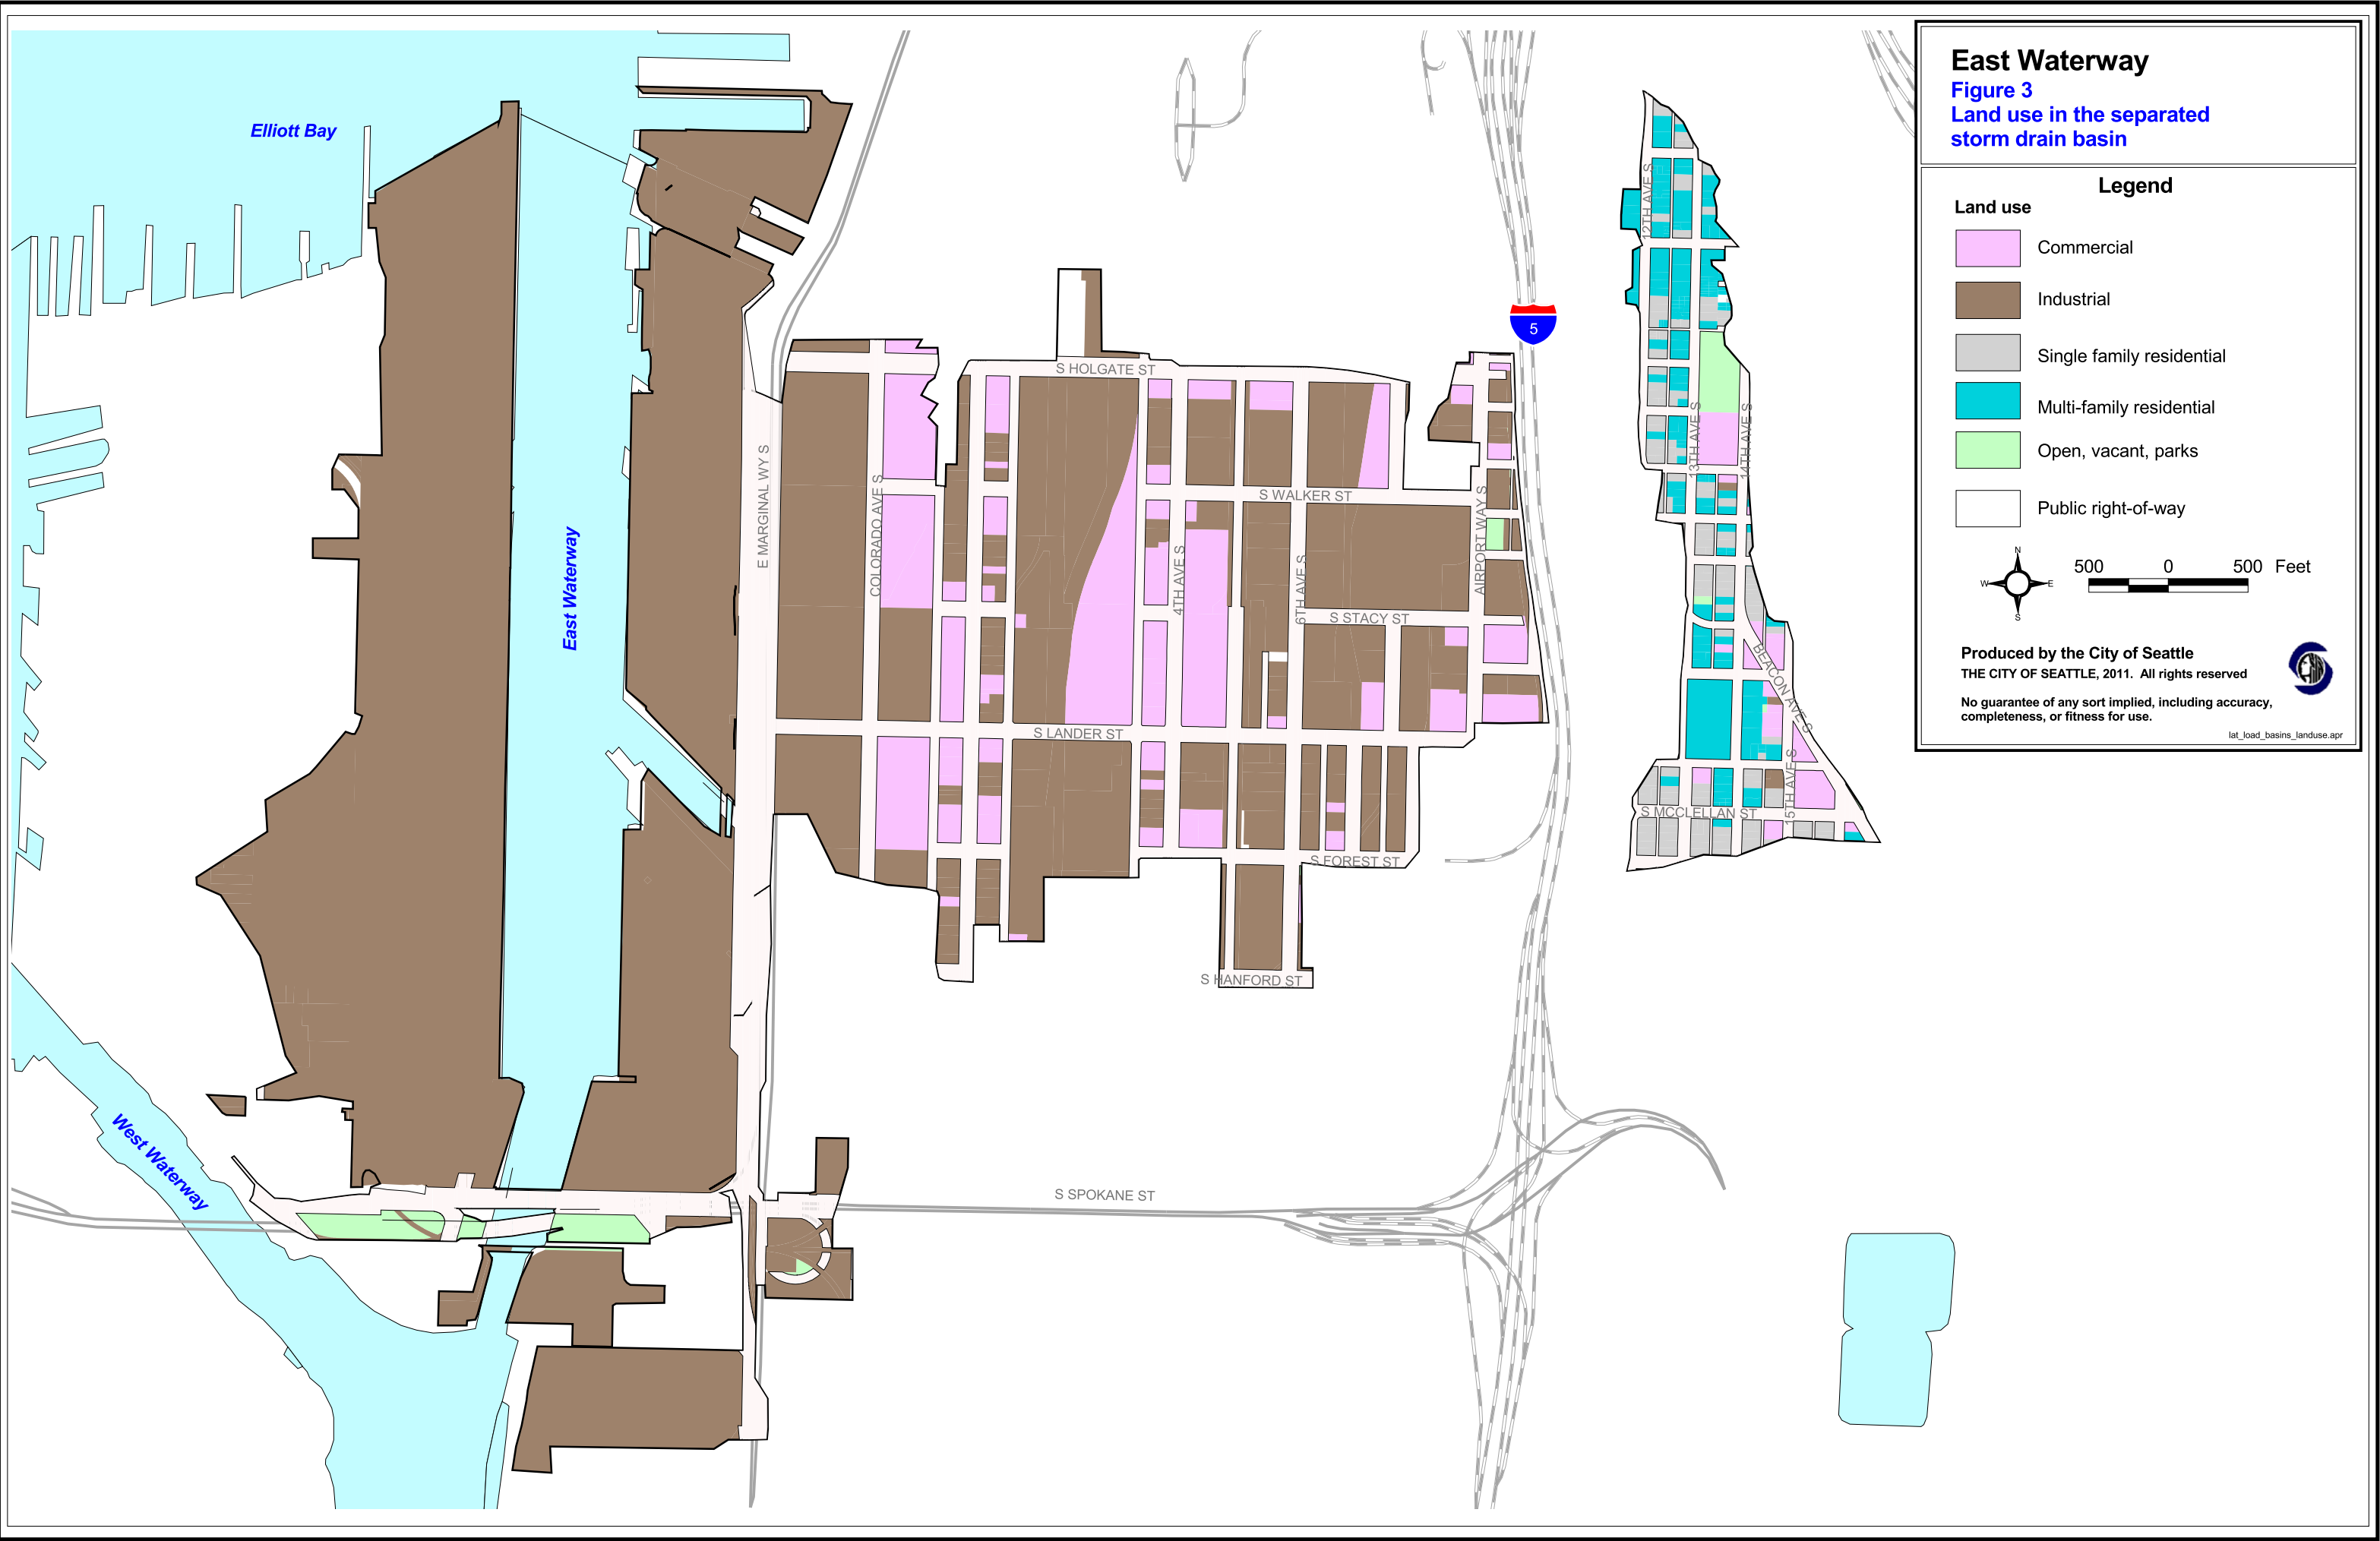 East Waterway
Figure 3
Land use in the separated
storm drain basin
Legend
Land use
Commercial
Industrial
Single family residential
Multi-family residential
Open, vacant, parks
Public right-of-way
N
W
E
S
500
0
500
Feet
Produced by the City of Seattle
THE CITY OF SEATTLE, 2011. All rights reserved
No guarantee of any sort implied, including accuracy,
completeness, or fitness for use.
lat_load_basins_landuse.apr
Elliott Bay
East Waterway
West Waterway
E MARGINAL WY S
COLORADO AVE S
S HOLGATE ST
S WALKER ST
4TH AVE S
6TH AVE S
AIRPORT WAY S
S STACY ST
S LANDER ST
S FOREST ST
S HANFORD ST
S SPOKANE ST
5
12TH AVE S
13TH AVE S
14TH AVE S
BEACON AVE S
15TH AVE S
S MCCLELLAN ST